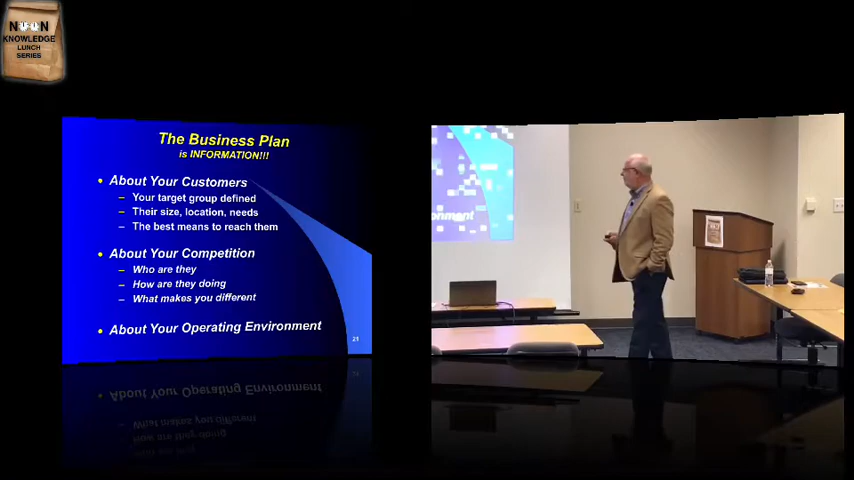 NOON
KNOWLEDGE
LUNCH
SERIES
The Business Plan
is INFORMATION!!!
• About Your Customers
– Your target group defined
– Their size, location, needs
– The best means to reach them
• About Your Competition
– Who are they
– How are they doing
– What makes you different
• About Your Operating Environment
21